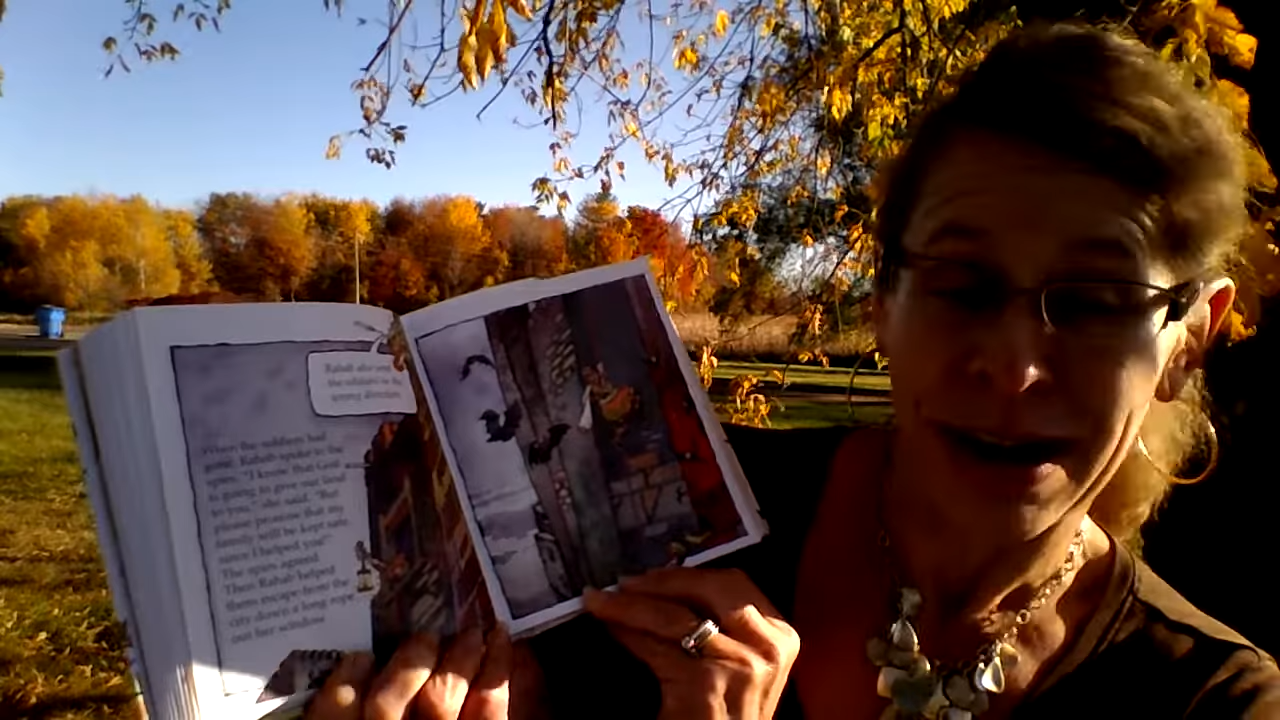 Rahab also sent
the soldiers in the
wrong direction.
When the soldiers had
gone, Rahab spoke to the
spies. "I know that God
is going to give our land
to you," she said. "But
please promise that my
family will be kept safe,
since I helped you!"
The spies agreed.
Then Rahab helped
them escape from the
city down a long rope
out her window.